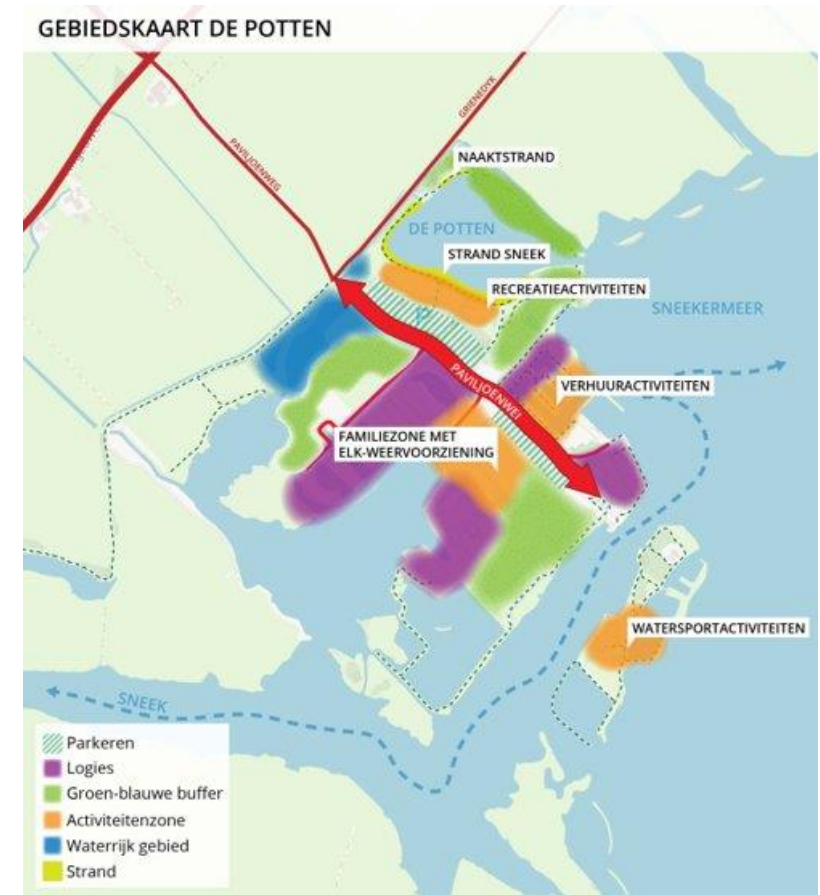 GEBIEDSKAART DE POTTEN
GRIENEDYK
PAVILJOENWEG
NAAKTSTRAND
DE POTTEN
STRAND SNEEK
RECREATIEACTIVITEITEN
SNEEKERMEER
P
PAVILJOENWEI
VERHUURACTIVITEITEN
FAMILIEZONE MET
ELK-WEERVOORZIENING
WATERSPORTACTIVITEITEN
SNEEK
Parkeren
Logies
Groen-blauwe buffer
Activiteitenzone
Waterrijk gebied
Strand